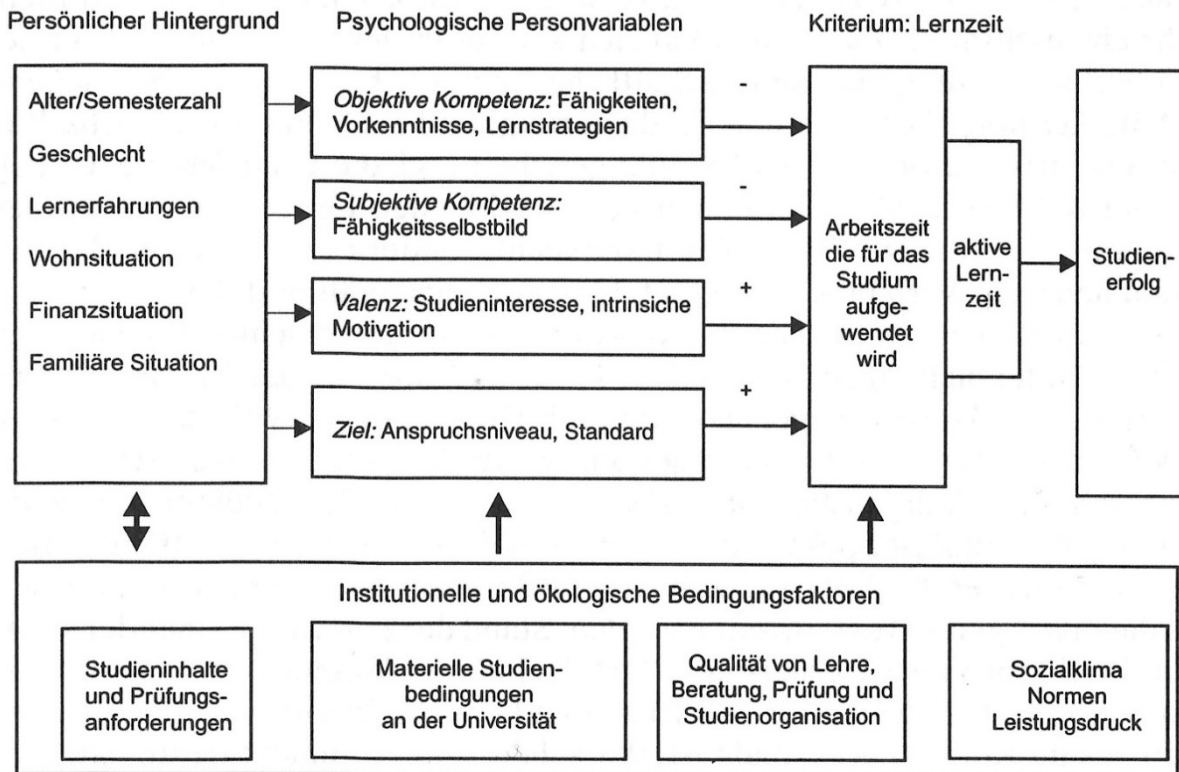 Persönlicher Hintergrund
Psychologische Personvariablen
Kriterium: Lernzeit
Alter/Semesterzahl
Geschlecht
Lernerfahrungen
Wohnsituation
Finanzsituation
Familiäre Situation
Objektive Kompetenz: Fähigkeiten,
Vorkenntnisse, Lernstrategien
-
Subjektive Kompetenz:
Fähigkeitsselbstbild
-
Valenz: Studieninteresse, intrinsiche
Motivation
+
Ziel: Anspruchsniveau, Standard
+
Arbeitszeit
die für das
Studium
aufge-
wendet
wird
aktive
Lern-
zeit
Studien-
erfolg
Institutionelle und ökologische Bedingungsfaktoren
Studieninhalte
und Prüfungs-
anforderungen
Materielle Studien-
bedingungen
an der Universität
Qualität von Lehre,
Beratung, Prüfung und
Studienorganisation
Sozialklima
Normen
Leistungsdruck